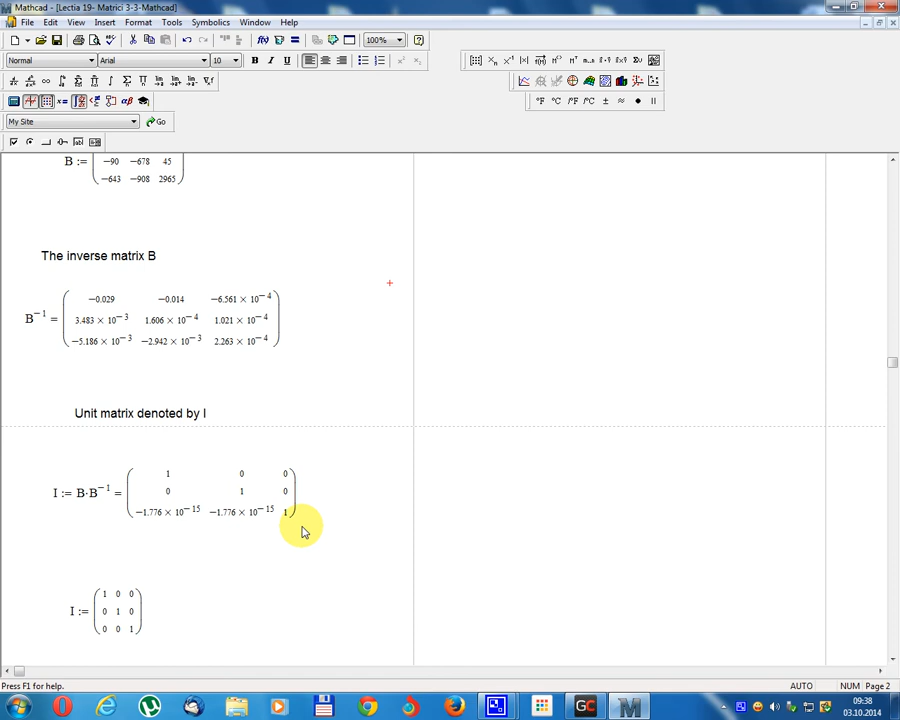 Mathcad - [Lectia 19- Matrici 3-3-Mathcad]
File Edit View Insert Format Tools Symbolics Window Help
100%
Normal Arial 10 B I U
My Site Go
B := ( −90 −678 45
−643 −908 2965 )
The inverse matrix B
B⁻¹ = ( −0.029 −0.014 −6.561 × 10⁻⁴
3.483 × 10⁻³ 1.606 × 10⁻⁴ 1.021 × 10⁻⁴
−5.186 × 10⁻³ −2.942 × 10⁻³ 2.263 × 10⁻⁴ )
Unit matrix denoted by I
I := B·B⁻¹ = ( 1 0 0
0 1 0
−1.776 × 10⁻¹⁵ −1.776 × 10⁻¹⁵ 1 )
I := ( 1 0 0
0 1 0
0 0 1 )
Press F1 for help. AUTO NUM Page 2
09:38
03.10.2014